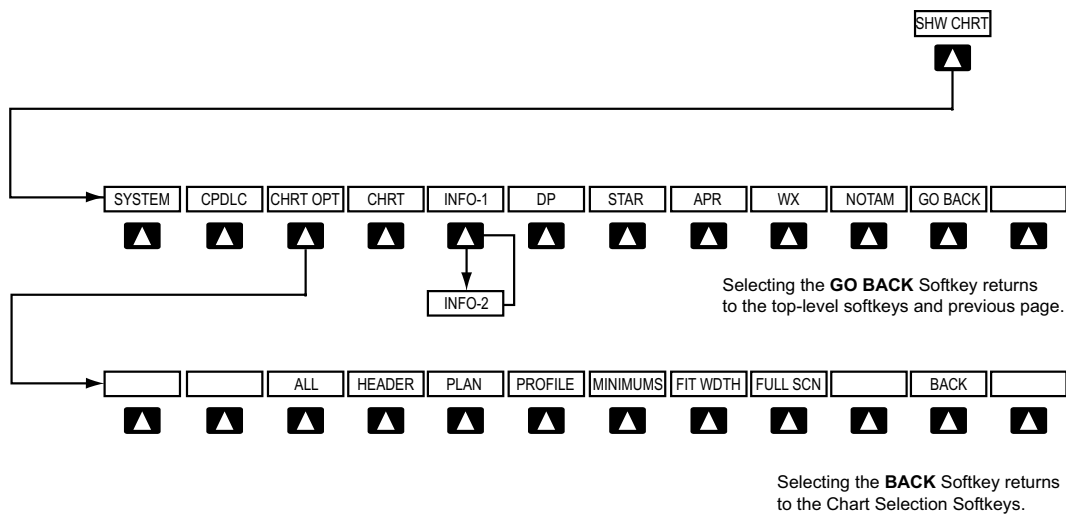 SHW CHRT
SYSTEM CPDLC CHRT OPT CHRT INFO-1 DP STAR APR WX NOTAM GO BACK
INFO-2
Selecting the GO BACK Softkey returns
to the top-level softkeys and previous page.
ALL HEADER PLAN PROFILE MINIMUMS FIT WDTH FULL SCN BACK
Selecting the BACK Softkey returns
to the Chart Selection Softkeys.